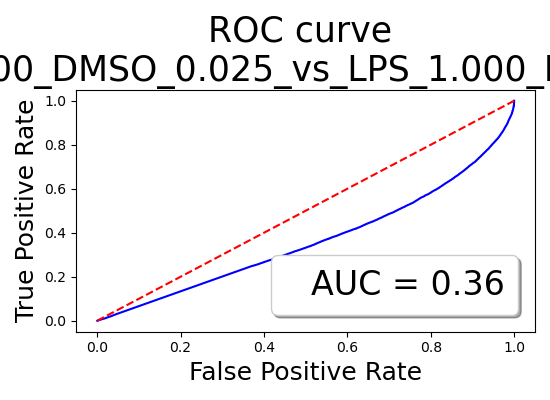 ROC curve
00_DMSO_0.025_vs_LPS_1.000_
True Positive Rate
1.0
0.8
0.6
0.4
0.2
0.0
AUC = 0.36
0.0 0.2 0.4 0.6 0.8 1.0
False Positive Rate